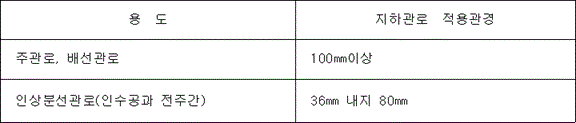 용 도 지하관로 적용관경
주관로, 배선관로 100㎜이상
인상분선관로(인수공과 전주간) 36㎜ 내지 80㎜